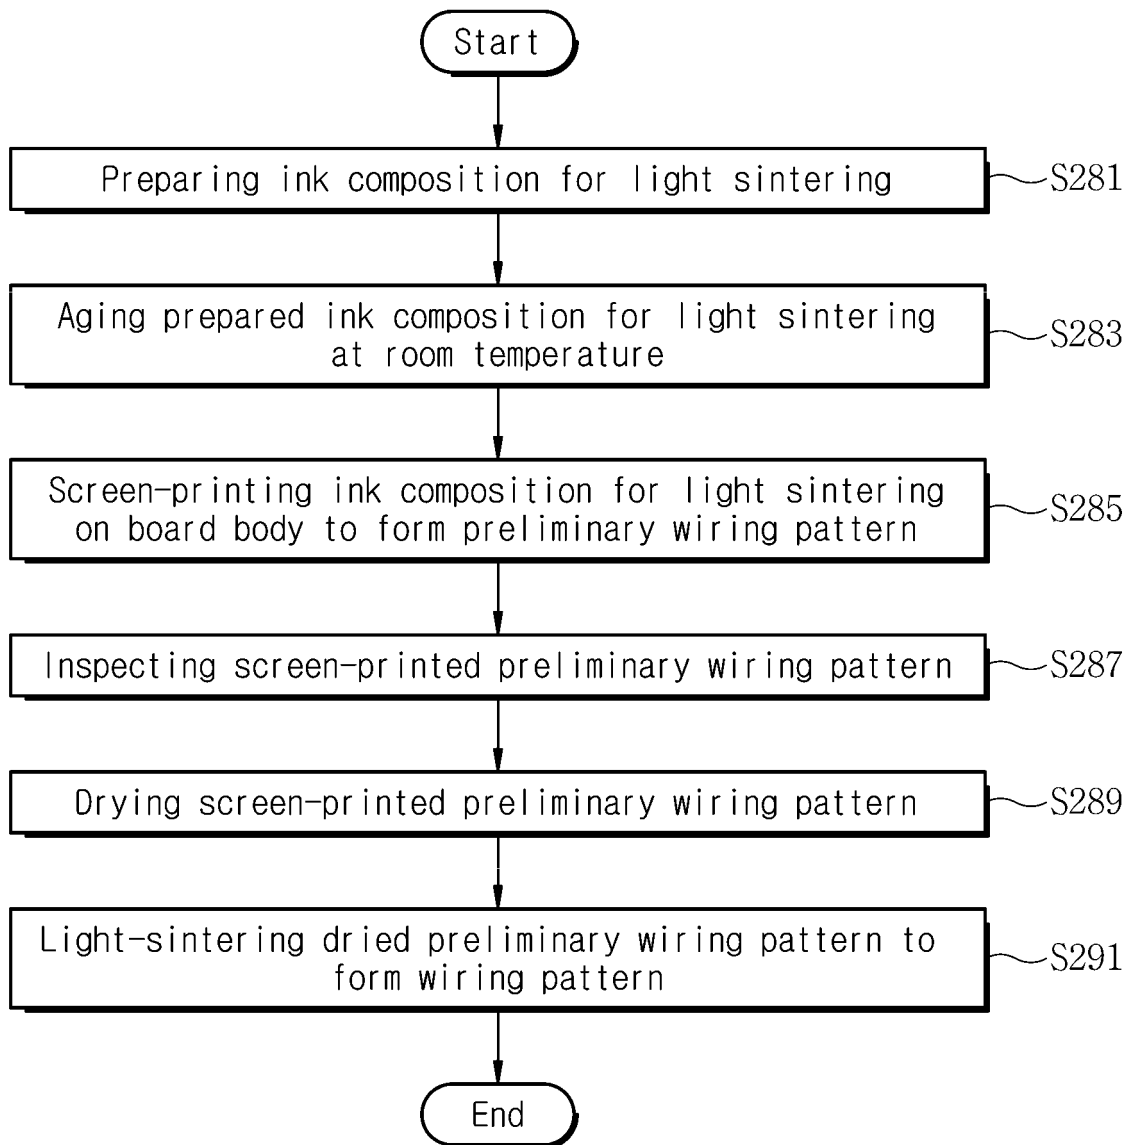 Start
Preparing ink composition for light sintering
S281
Aging prepared ink composition for light sintering
at room temperature
S283
Screen-printing ink composition for light sintering
on board body to form preliminary wiring pattern
S285
Inspecting screen-printed preliminary wiring pattern
S287
Drying screen-printed preliminary wiring pattern
S289
Light-sintering dried preliminary wiring pattern to
form wiring pattern
S291
End